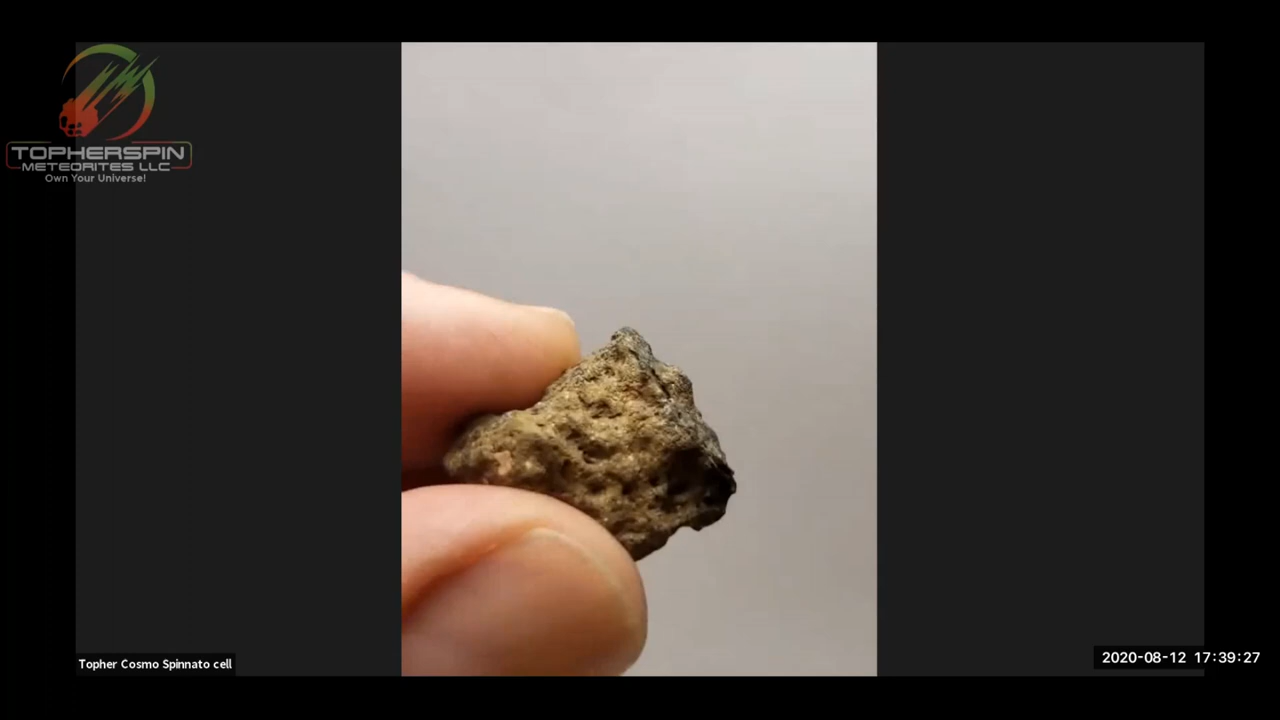 TOPHERSPIN
METEORITES LLC
Own Your Universe!
Topher Cosmo Spinnato cell
2020-08-12 17:39:27